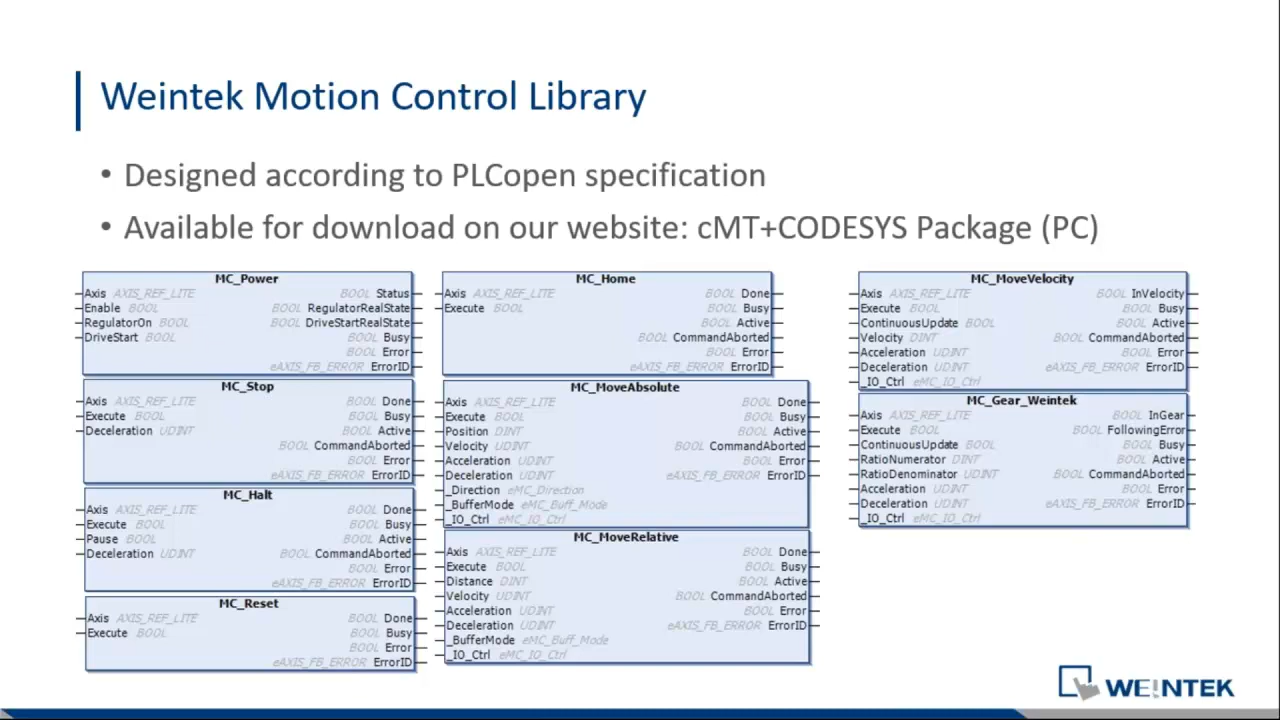 Weintek Motion Control Library
• Designed according to PLCopen specification
• Available for download on our website: cMT+CODESYS Package (PC)
MC_Power
Axis AXIS_REF_LITE BOOL Status
Enable BOOL BOOL RegulatorRealState
RegulatorOn BOOL BOOL DriveStartRealState
DriveStart BOOL BOOL Busy
BOOL Error
eAXIS_FB_ERROR ErrorID
MC_Stop
Axis AXIS_REF_LITE BOOL Done
Execute BOOL BOOL Busy
Deceleration UDINT BOOL Active
BOOL CommandAborted
BOOL Error
eAXIS_FB_ERROR ErrorID
MC_Halt
Axis AXIS_REF_LITE BOOL Done
Execute BOOL BOOL Busy
Pause BOOL BOOL Active
Deceleration UDINT BOOL CommandAborted
BOOL Error
eAXIS_FB_ERROR ErrorID
MC_Reset
Axis AXIS_REF_LITE BOOL Done
Execute BOOL BOOL Busy
BOOL Error
eAXIS_FB_ERROR ErrorID
MC_Home
Axis AXIS_REF_LITE BOOL Done
Execute BOOL BOOL Busy
BOOL Active
BOOL CommandAborted
BOOL Error
eAXIS_FB_ERROR ErrorID
MC_MoveAbsolute
Axis AXIS_REF_LITE BOOL Done
Execute BOOL BOOL Busy
Position DINT BOOL Active
Velocity UDINT BOOL CommandAborted
Acceleration UDINT BOOL Error
Deceleration UDINT eAXIS_FB_ERROR ErrorID
_Direction eMC_Direction
_BufferMode eMC_Buff_Mode
_IO_Ctrl eMC_IO_Ctrl
MC_MoveRelative
Axis AXIS_REF_LITE BOOL Done
Execute BOOL BOOL Busy
Distance DINT BOOL Active
Velocity UDINT BOOL CommandAborted
Acceleration UDINT BOOL Error
Deceleration UDINT eAXIS_FB_ERROR ErrorID
_BufferMode eMC_Buff_Mode
_IO_Ctrl eMC_IO_Ctrl
MC_MoveVelocity
Axis AXIS_REF_LITE BOOL InVelocity
Execute BOOL BOOL Busy
ContinuousUpdate BOOL BOOL Active
Velocity DINT BOOL CommandAborted
Acceleration UDINT BOOL Error
Deceleration UDINT eAXIS_FB_ERROR ErrorID
_IO_Ctrl eMC_IO_Ctrl
MC_Gear_Weintek
Axis AXIS_REF_LITE BOOL InGear
Execute BOOL BOOL FollowingError
ContinuousUpdate BOOL BOOL Busy
RatioNumerator DINT BOOL Active
RatioDenominator UDINT BOOL CommandAborted
Acceleration UDINT BOOL Error
Deceleration UDINT eAXIS_FB_ERROR ErrorID
_IO_Ctrl eMC_IO_Ctrl
WE!NTEK